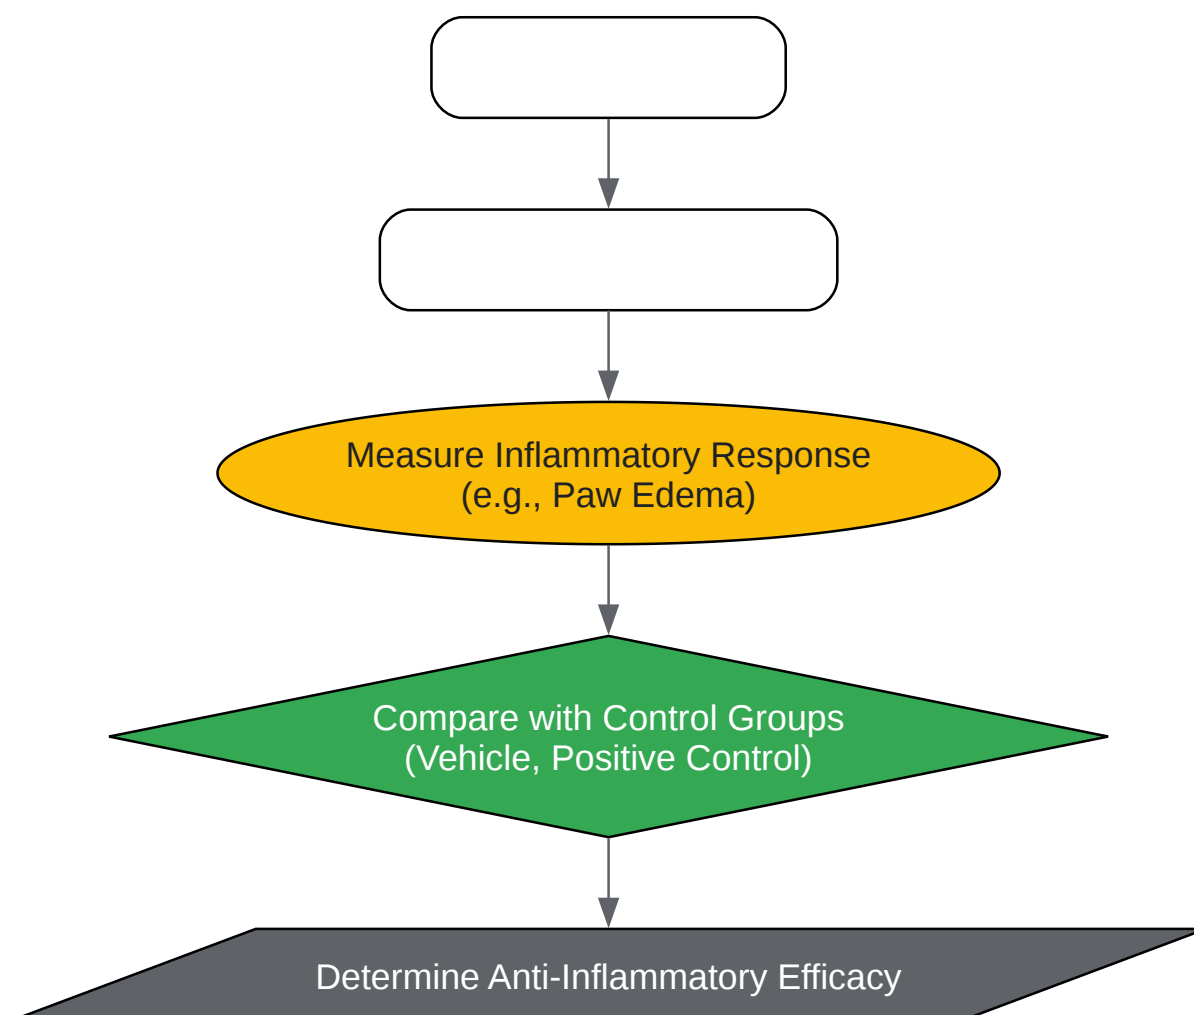 Measure Inflammatory Response
(e.g., Paw Edema)
Compare with Control Groups
(Vehicle, Positive Control)
Determine Anti-Inflammatory Efficacy